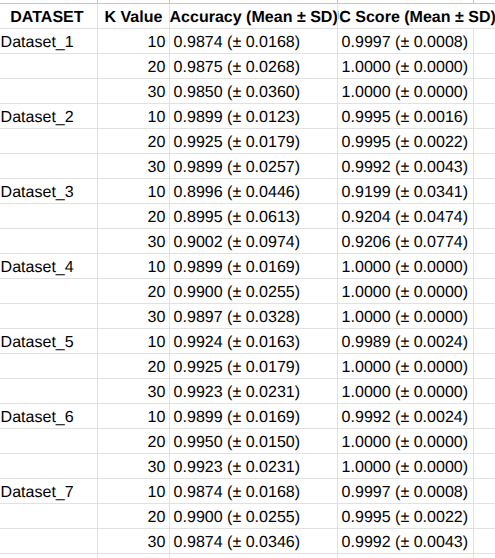 DATASET K Value Accuracy (Mean ± SD) C Score (Mean ± SD)
Dataset_1 10 0.9874 (± 0.0168) 0.9997 (± 0.0008)
20 0.9875 (± 0.0268) 1.0000 (± 0.0000)
30 0.9850 (± 0.0360) 1.0000 (± 0.0000)
Dataset_2 10 0.9899 (± 0.0123) 0.9995 (± 0.0016)
20 0.9925 (± 0.0179) 0.9995 (± 0.0022)
30 0.9899 (± 0.0257) 0.9992 (± 0.0043)
Dataset_3 10 0.8996 (± 0.0446) 0.9199 (± 0.0341)
20 0.8995 (± 0.0613) 0.9204 (± 0.0474)
30 0.9002 (± 0.0974) 0.9206 (± 0.0774)
Dataset_4 10 0.9899 (± 0.0169) 1.0000 (± 0.0000)
20 0.9900 (± 0.0255) 1.0000 (± 0.0000)
30 0.9897 (± 0.0328) 1.0000 (± 0.0000)
Dataset_5 10 0.9924 (± 0.0163) 0.9989 (± 0.0024)
20 0.9925 (± 0.0179) 1.0000 (± 0.0000)
30 0.9923 (± 0.0231) 1.0000 (± 0.0000)
Dataset_6 10 0.9899 (± 0.0169) 0.9992 (± 0.0024)
20 0.9950 (± 0.0150) 1.0000 (± 0.0000)
30 0.9923 (± 0.0231) 1.0000 (± 0.0000)
Dataset_7 10 0.9874 (± 0.0168) 0.9997 (± 0.0008)
20 0.9900 (± 0.0255) 0.9995 (± 0.0022)
30 0.9874 (± 0.0346) 0.9992 (± 0.0043)